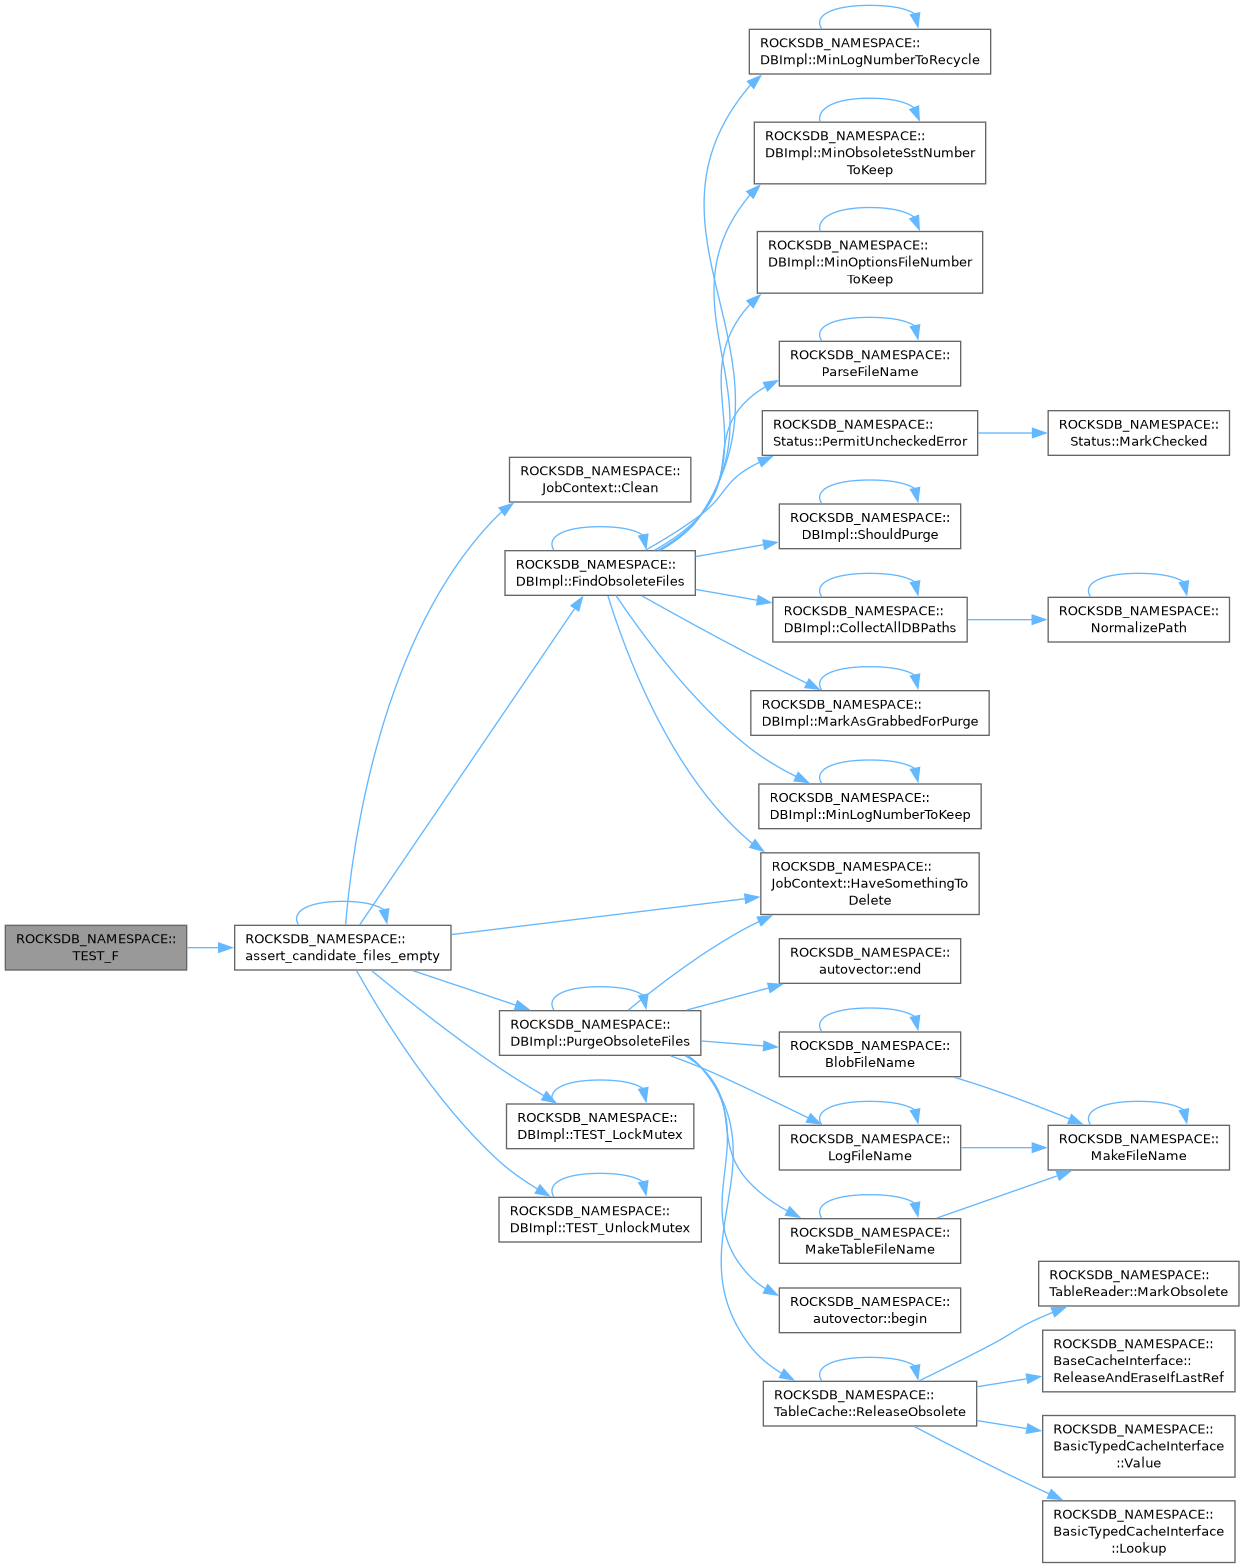 ROCKSDB_NAMESPACE::
DBImpl::MinLogNumberToRecycle
ROCKSDB_NAMESPACE::
DBImpl::MinObsoleteSstNumber
ToKeep
ROCKSDB_NAMESPACE::
DBImpl::MinOptionsFileNumber
ToKeep
ROCKSDB_NAMESPACE::
ParseFileName
ROCKSDB_NAMESPACE::
Status::PermitUncheckedError
ROCKSDB_NAMESPACE::
Status::MarkChecked
ROCKSDB_NAMESPACE::
JobContext::Clean
ROCKSDB_NAMESPACE::
DBImpl::ShouldPurge
ROCKSDB_NAMESPACE::
DBImpl::FindObsoleteFiles
ROCKSDB_NAMESPACE::
DBImpl::CollectAllDBPaths
ROCKSDB_NAMESPACE::
NormalizePath
ROCKSDB_NAMESPACE::
DBImpl::MarkAsGrabbedForPurge
ROCKSDB_NAMESPACE::
DBImpl::MinLogNumberToKeep
ROCKSDB_NAMESPACE::
JobContext::HaveSomethingTo
Delete
ROCKSDB_NAMESPACE::
TEST_F
ROCKSDB_NAMESPACE::
assert_candidate_files_empty
ROCKSDB_NAMESPACE::
autovector::end
ROCKSDB_NAMESPACE::
DBImpl::PurgeObsoleteFiles
ROCKSDB_NAMESPACE::
BlobFileName
ROCKSDB_NAMESPACE::
DBImpl::TEST_LockMutex
ROCKSDB_NAMESPACE::
LogFileName
ROCKSDB_NAMESPACE::
MakeFileName
ROCKSDB_NAMESPACE::
DBImpl::TEST_UnlockMutex
ROCKSDB_NAMESPACE::
MakeTableFileName
ROCKSDB_NAMESPACE::
autovector::begin
ROCKSDB_NAMESPACE::
TableReader::MarkObsolete
ROCKSDB_NAMESPACE::
BaseCacheInterface::
ReleaseAndEraseIfLastRef
ROCKSDB_NAMESPACE::
TableCache::ReleaseObsolete
ROCKSDB_NAMESPACE::
BasicTypedCacheInterface
::Value
ROCKSDB_NAMESPACE::
BasicTypedCacheInterface
::Lookup